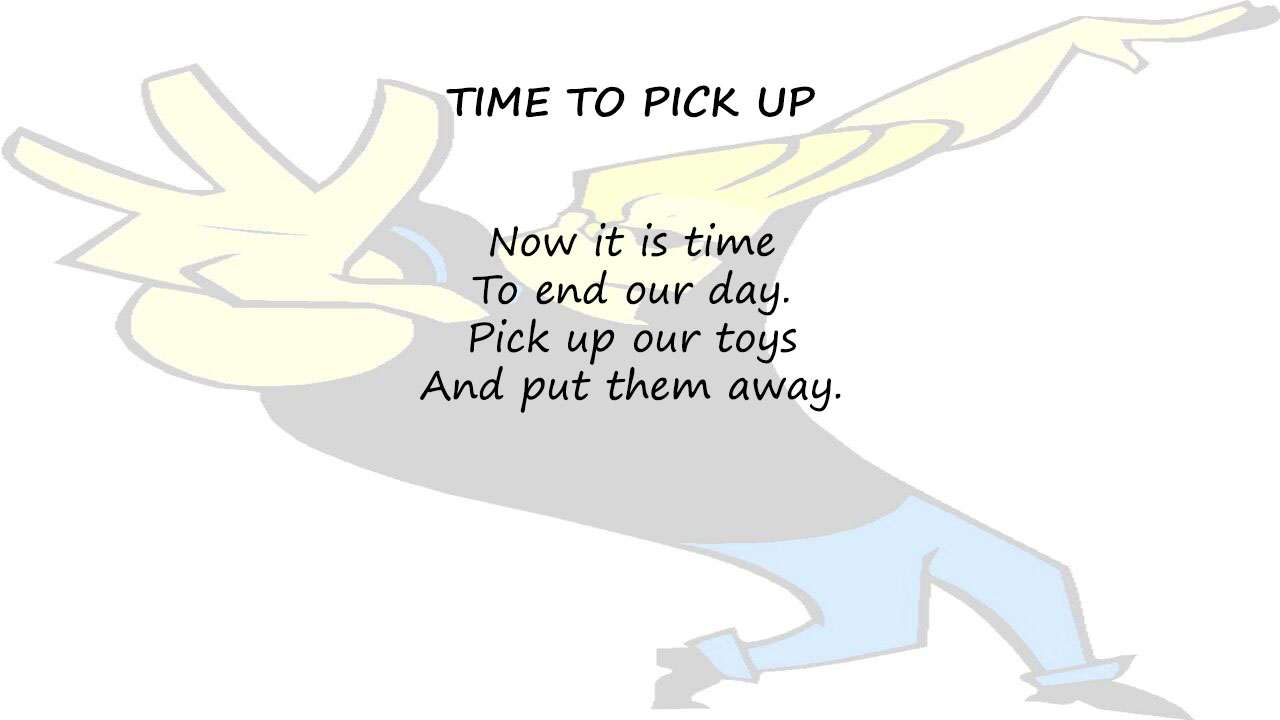 TIME TO PICK UP
Now it is time
To end our day.
Pick up our toys
And put them away.